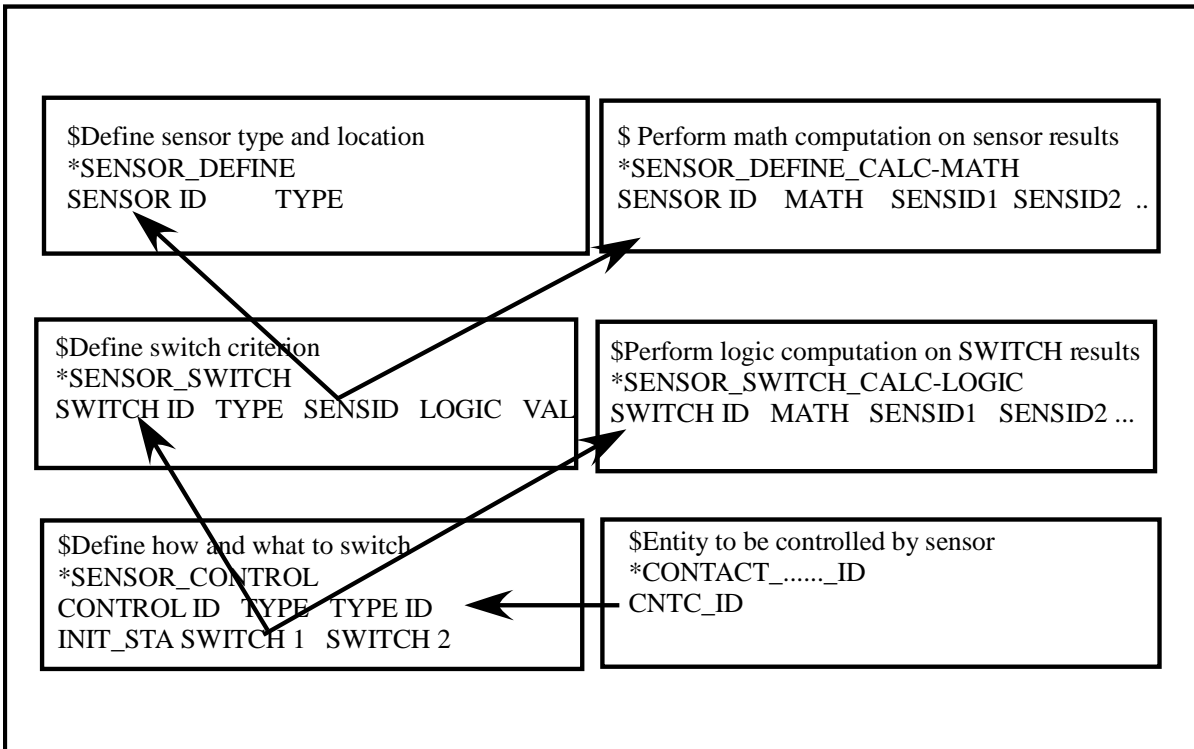 $Define sensor type and location
*SENSOR_DEFINE
SENSOR ID TYPE
$ Perform math computation on sensor results
*SENSOR_DEFINE_CALC-MATH
SENSOR ID MATH SENSID1 SENSID2 ..
$Define switch criterion
*SENSOR_SWITCH
SWITCH ID TYPE SENSID LOGIC VAL
$Perform logic computation on SWITCH results
*SENSOR_SWITCH_CALC-LOGIC
SWITCH ID MATH SENSID1 SENSID2 ...
$Define how and what to switch
*SENSOR_CONTROL
CONTROL ID TYPE TYPE ID
INIT_STA SWITCH 1 SWITCH 2
$Entity to be controlled by sensor
*CONTACT_......_ID
CNTC_ID